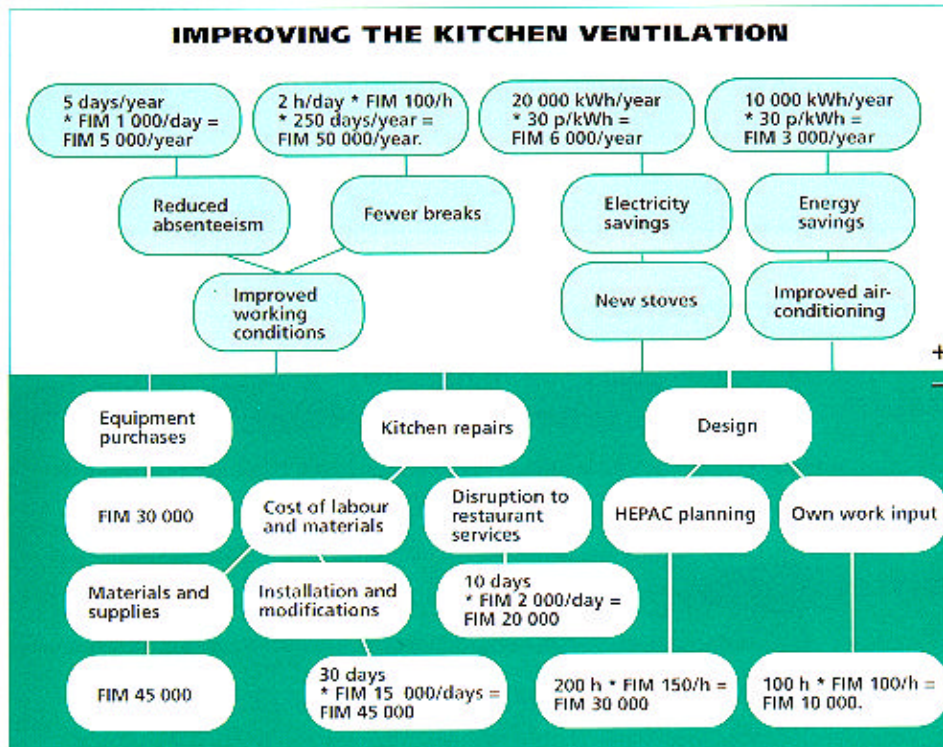 IMPROVING THE KITCHEN VENTILATION
5 days/year
* FIM 1 000/day =
FIM 5 000/year
2 h/day * FIM 100/h
* 250 days/year =
FIM 50 000/year.
20 000 kWh/year
* 30 p/kWh =
FIM 6 000/year
10 000 kWh/year
* 30 p/kWh =
FIM 3 000/year
Reduced
absenteeism
Fewer breaks
Electricity
savings
Energy
savings
Improved
working
conditions
New stoves
Improved air-
conditioning
+
–
Equipment
purchases
Kitchen repairs
Design
FIM 30 000
Cost of labour
and materials
Disruption to
restaurant
services
HEPAC planning
Own work input
Materials and
supplies
Installation and
modifications
10 days
* FIM 2 000/day =
FIM 20 000
FIM 45 000
30 days
* FIM 15 000/days =
FIM 45 000
200 h * FIM 150/h =
FIM 30 000
100 h * FIM 100/h =
FIM 10 000.